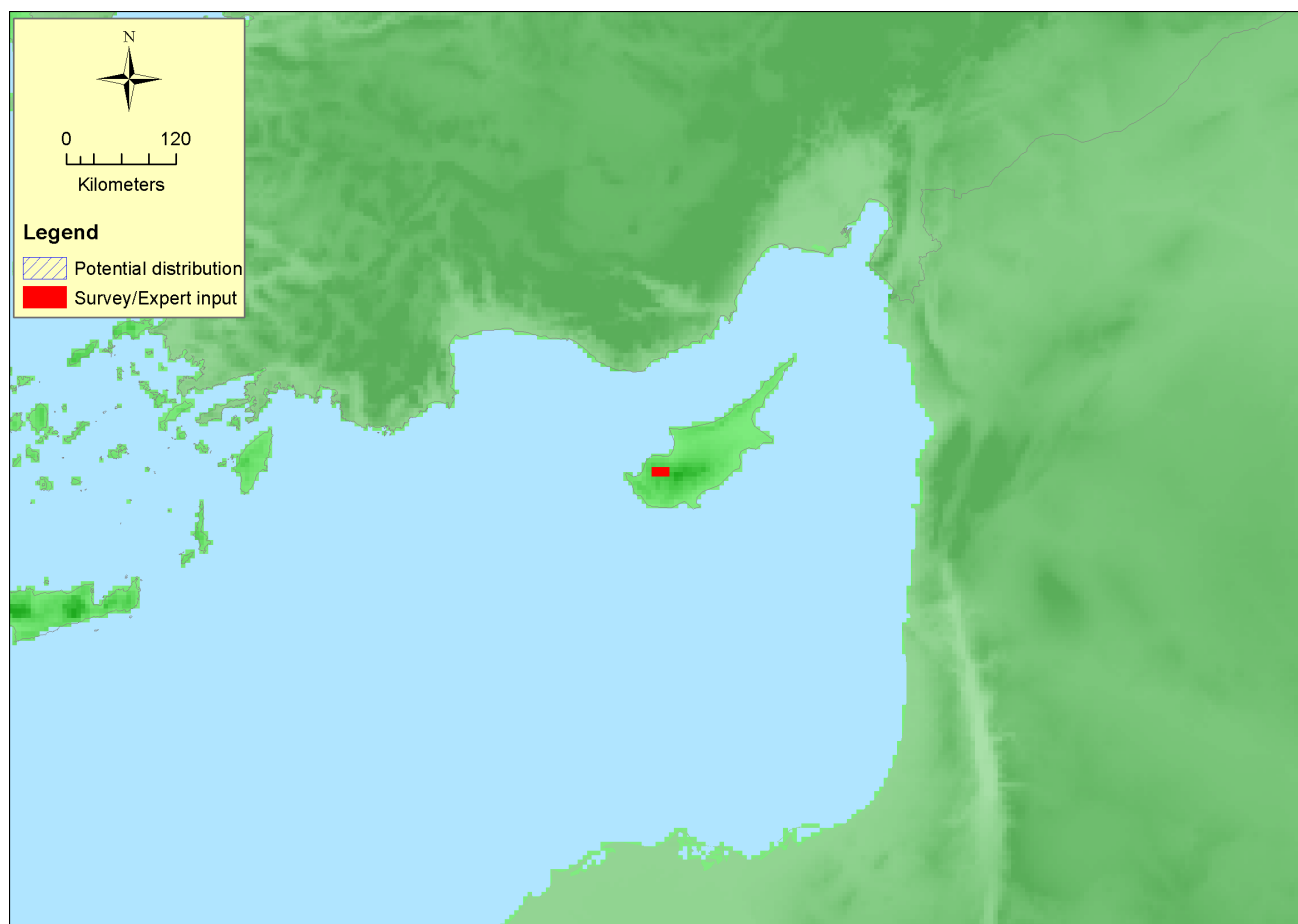 N
0 120
Kilometers
Legend
Potential distribution
Survey/Expert input